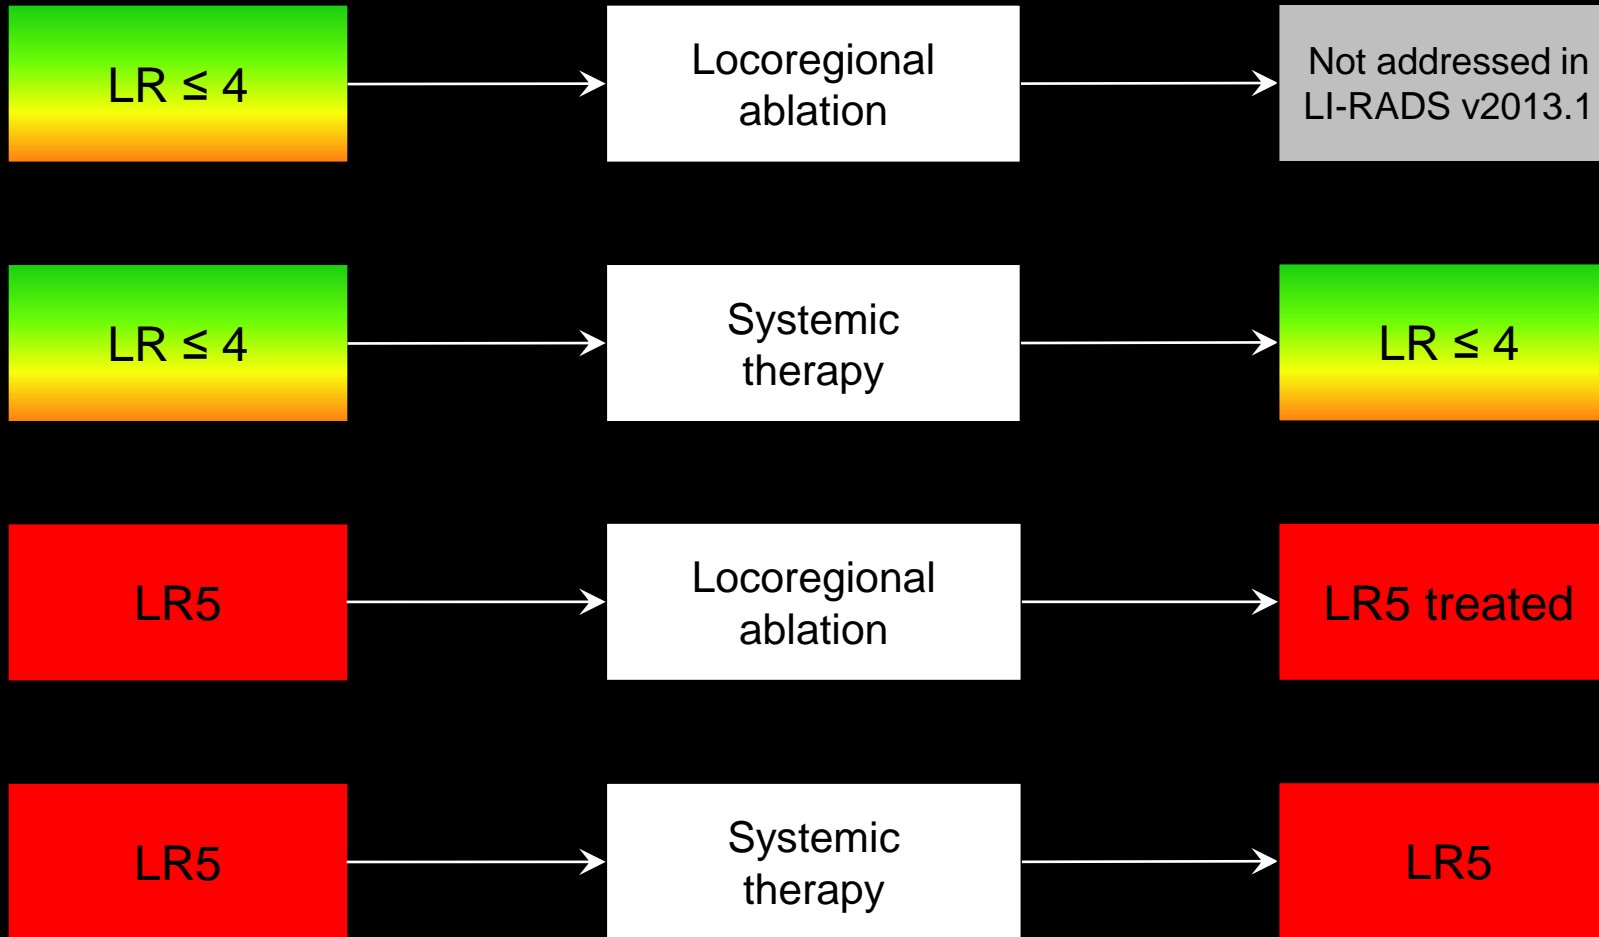 LR ≤ 4
Locoregional
ablation
Not addressed in
LI-RADS v2013.1
LR ≤ 4
Systemic
therapy
LR ≤ 4
LR5
Locoregional
ablation
LR5 treated
LR5
Systemic
therapy
LR5